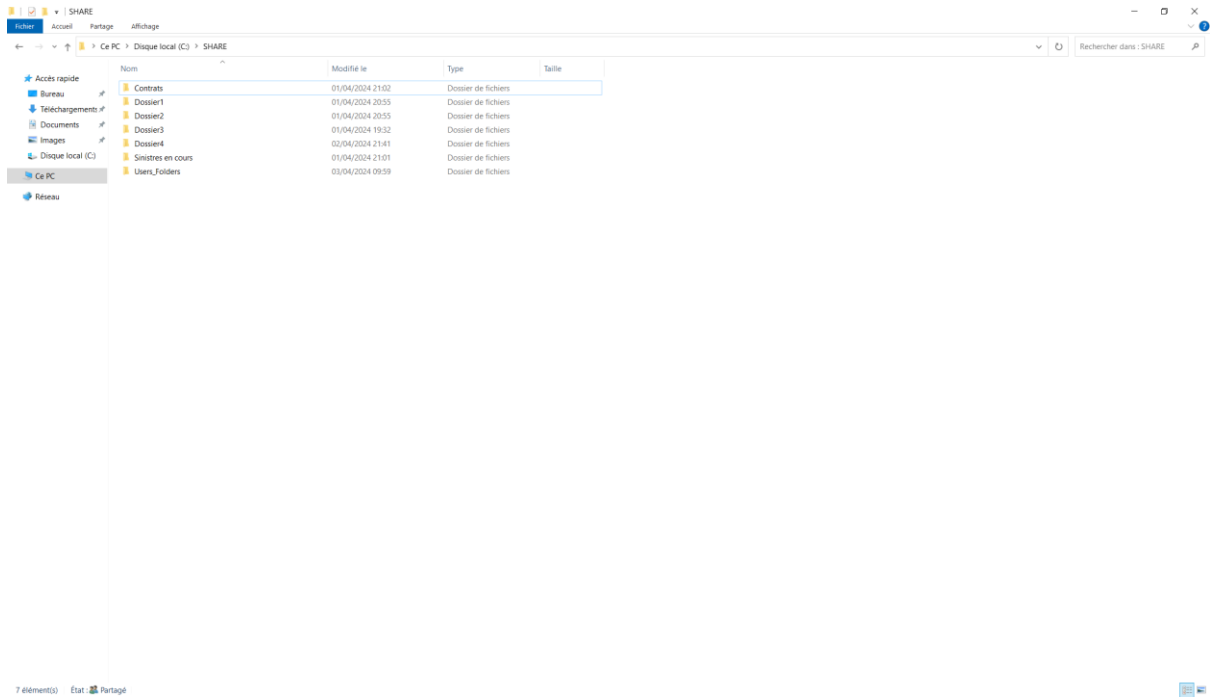 SHARE
Fichier Accueil Partage Affichage
Ce PC > Disque local (C:) > SHARE Rechercher dans : SHARE
Nom Modifié le Type Taille
Accès rapide
Bureau
Téléchargements
Documents
Images
Disque local (C:)
Ce PC
Réseau
Contrats 01/04/2024 21:02 Dossier de fichiers
Dossier1 01/04/2024 20:55 Dossier de fichiers
Dossier2 01/04/2024 20:55 Dossier de fichiers
Dossier3 01/04/2024 19:32 Dossier de fichiers
Dossier4 02/04/2024 21:41 Dossier de fichiers
Sinistres en cours 01/04/2024 21:01 Dossier de fichiers
Users_Folders 03/04/2024 09:59 Dossier de fichiers
7 élément(s) État : Partagé